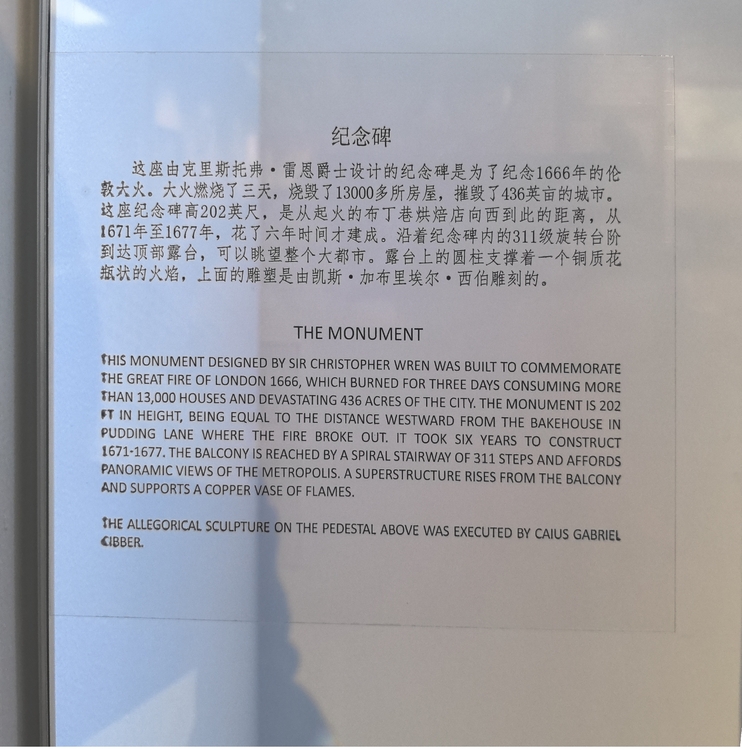 纪念碑
这座由克里斯托弗·雷恩爵士设计的纪念碑是为了纪念1666年的伦
敦大火。大火燃烧了三天，烧毁了13000多所房屋，摧毁了436英亩的城市。
这座纪念碑高202英尺，是从起火的布丁巷烘焙店向西到此的距离，从
1671年至1677年，花了六年时间才建成。沿着纪念碑内的311级旋转台阶
到达顶部露台，可以眺望整个大都市。露台上的圆柱支撑着一个铜质花
瓶状的火焰，上面的雕塑是由凯斯·加布里埃尔·西伯雕刻的。
THE MONUMENT
THIS MONUMENT DESIGNED BY SIR CHRISTOPHER WREN WAS BUILT TO COMMEMORATE
THE GREAT FIRE OF LONDON 1666, WHICH BURNED FOR THREE DAYS CONSUMING MORE
THAN 13,000 HOUSES AND DEVASTATING 436 ACRES OF THE CITY. THE MONUMENT IS 202
FT IN HEIGHT, BEING EQUAL TO THE DISTANCE WESTWARD FROM THE BAKEHOUSE IN
PUDDING LANE WHERE THE FIRE BROKE OUT. IT TOOK SIX YEARS TO CONSTRUCT
1671-1677. THE BALCONY IS REACHED BY A SPIRAL STAIRWAY OF 311 STEPS AND AFFORDS
PANORAMIC VIEWS OF THE METROPOLIS. A SUPERSTRUCTURE RISES FROM THE BALCONY
AND SUPPORTS A COPPER VASE OF FLAMES.
THE ALLEGORICAL SCULPTURE ON THE PEDESTAL ABOVE WAS EXECUTED BY CAIUS GABRIEL
CIBBER.